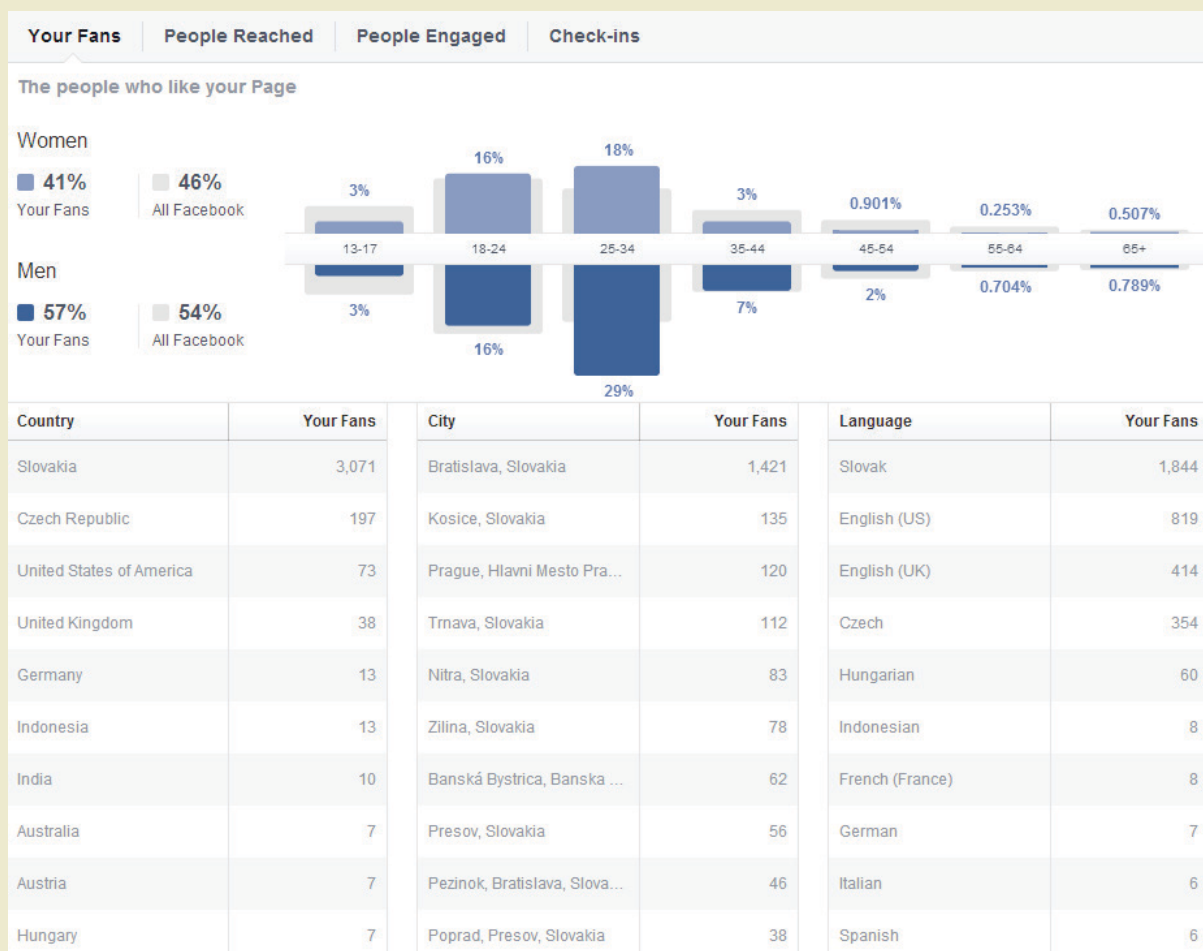 Your Fans People Reached People Engaged Check-ins
The people who like your Page
Women
41% 46%
Your Fans All Facebook
Men
57% 54%
Your Fans All Facebook
3% 16% 18% 3% 0.901% 0.253% 0.507%
13-17 18-24 25-34 35-44 45-54 55-64 65+
3% 16% 29% 7% 2% 0.704% 0.789%
Country Your Fans City Your Fans Language Your Fans
Slovakia 3,071 Bratislava, Slovakia 1,421 Slovak 1,844
Czech Republic 197 Kosice, Slovakia 135 English (US) 819
United States of America 73 Prague, Hlavni Mesto Pra... 120 English (UK) 414
United Kingdom 38 Trnava, Slovakia 112 Czech 354
Germany 13 Nitra, Slovakia 83 Hungarian 60
Indonesia 13 Zilina, Slovakia 78 Indonesian 8
India 10 Banská Bystrica, Banska ... 62 French (France) 8
Australia 7 Presov, Slovakia 56 German 7
Austria 7 Pezinok, Bratislava, Slova... 46 Italian 6
Hungary 7 Poprad, Presov, Slovakia 38 Spanish 6